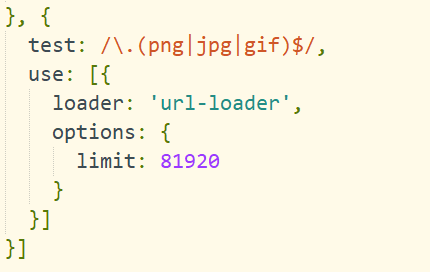 }, {
  test: /\.(png|jpg|gif)$/,
  use: [{
    loader: 'url-loader',
    options: {
      limit: 81920
    }
  }]
}]